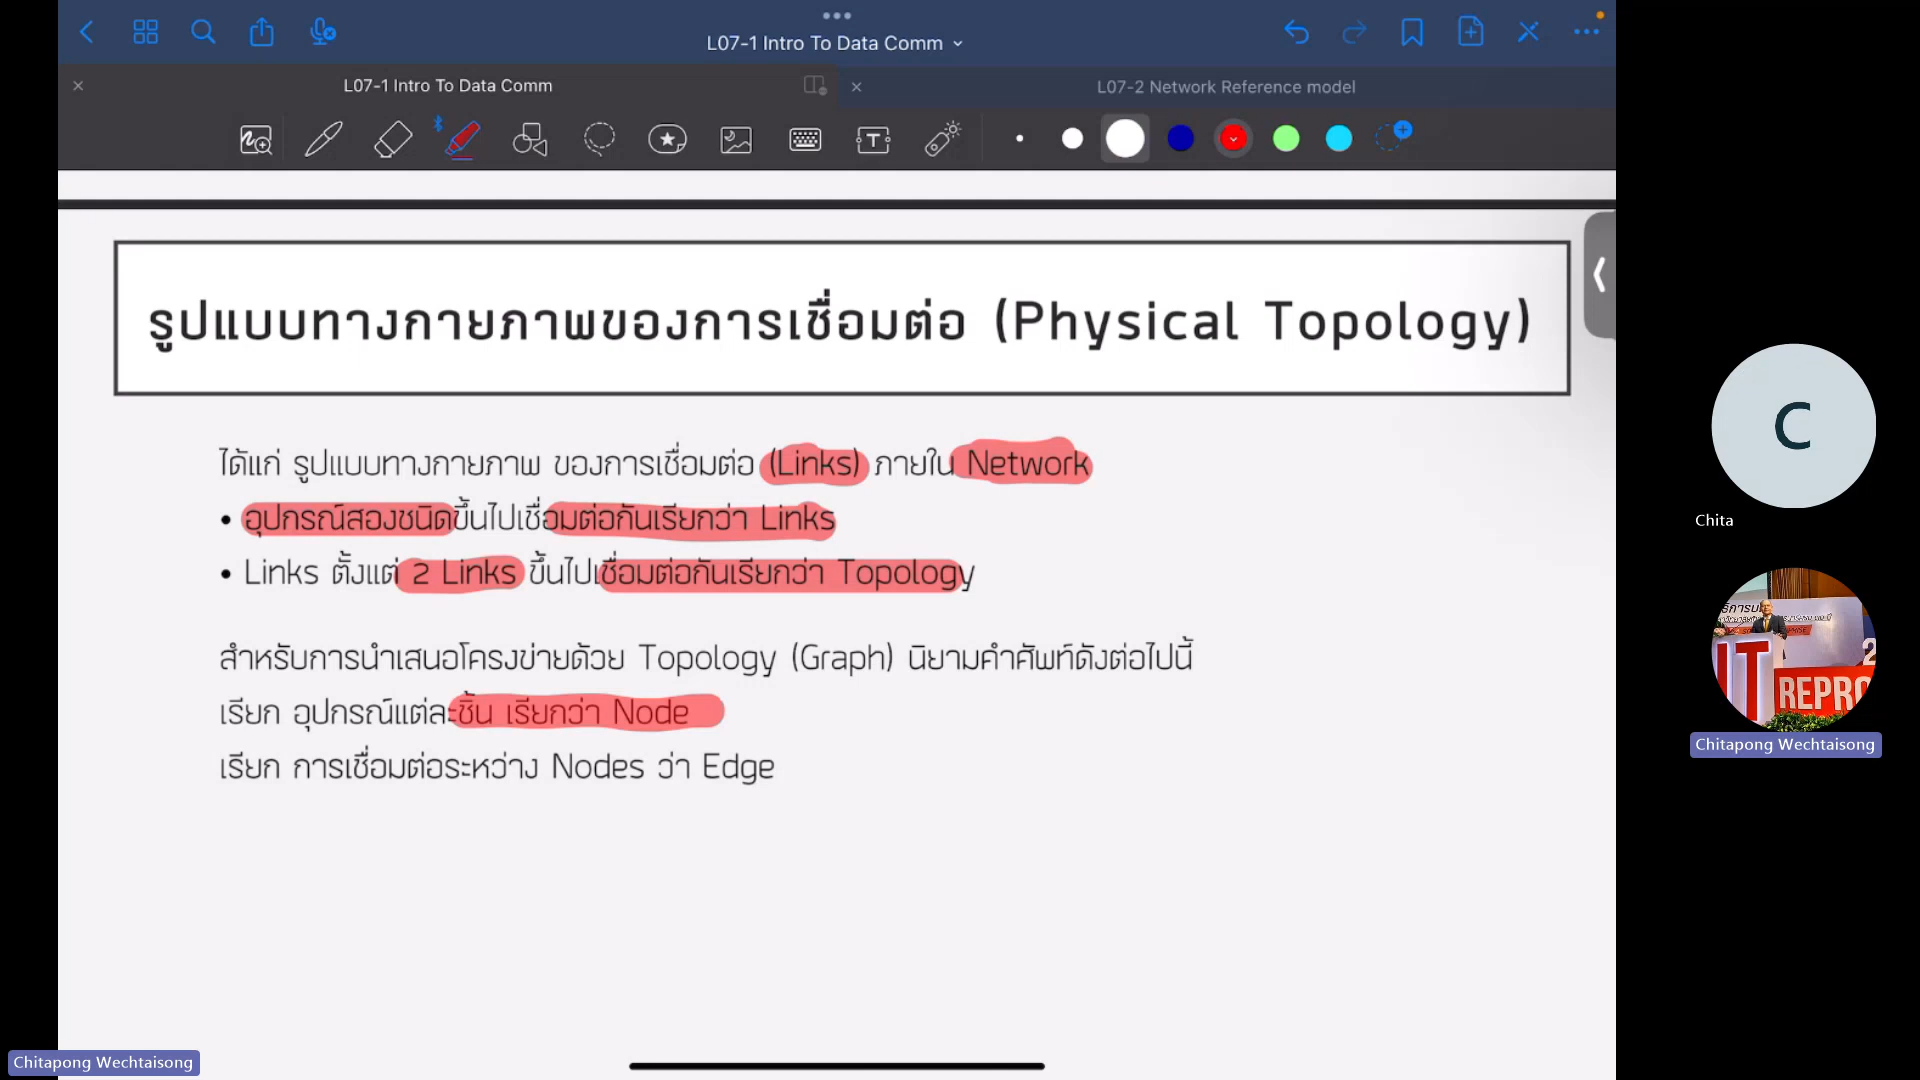 L07-1 Intro To Data Comm
L07-1 Intro To Data Comm
L07-2 Network Reference model
รูปแบบทางกายภาพของการเชื่อมต่อ (Physical Topology)
ได้แก่ รูปแบบทางกายภาพ ของการเชื่อมต่อ (Links) ภายใน Network
• อุปกรณ์สองชนิดขึ้นไปเชื่อมต่อกันเรียกว่า Links
• Links ตั้งแต่ 2 Links ขึ้นไปเชื่อมต่อกันเรียกว่า Topology
สำหรับการนำเสนอโครงข่ายด้วย Topology (Graph) นิยามคำศัพท์ดังต่อไปนี้
เรียก อุปกรณ์แต่ละชิ้น เรียกว่า Node
เรียก การเชื่อมต่อระหว่าง Nodes ว่า Edge
C
Chita
IT
REPRO
Chitapong Wechtaisong
Chitapong Wechtaisong